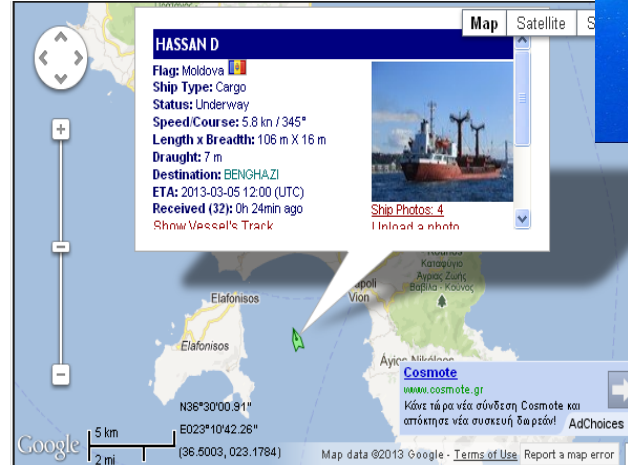 Map Satellite
HASSAN D
Flag: Moldova
Ship Type: Cargo
Status: Underway
Speed/Course: 5.8 kn / 345°
Length x Breadth: 106 m X 16 m
Draught: 7 m
Destination: BENGHAZI
ETA: 2013-03-05 12:00 (UTC)
Received (32): 0h 24min ago
Show Vessel's Track
Ship Photos: 4
Upload a photo
Καταφύγιο
Άγριας Ζωής
Βαβίλα - Κούνος
Vion
Elafonisos
Elafonisos
Άγιος Νικόλαος
Cosmote
www.cosmote.gr
Κάνε τώρα νέα σύνδεση Cosmote και
απόκτησε νέα συσκευή δωρεάν!
AdChoices
N36°30'00.91"
E023°10'42.26"
(36.5003, 023.1784)
Google
5 km
2 mi
Map data ©2013 Google - Terms of Use Report a map error